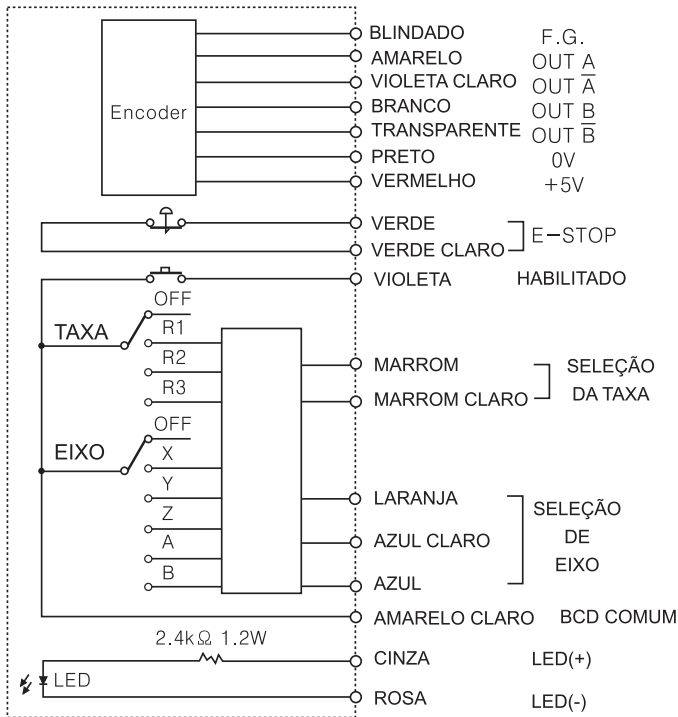 BLINDADO F.G.
AMARELO OUT A
VIOLETA CLARO OUT A̅
Encoder BRANCO OUT B
TRANSPARENTE OUT B̅
PRETO 0V
VERMELHO +5V
VERDE
E-STOP
VERDE CLARO
VIOLETA HABILITADO
OFF
TAXA R1
R2 MARROM SELEÇÃO
R3 MARROM CLARO DA TAXA
OFF
EIXO X
Y LARANJA SELEÇÃO
Z AZUL CLARO DE
A EIXO
B AZUL
AMARELO CLARO BCD COMUM
2.4kΩ 1.2W
CINZA LED(+)
LED
ROSA LED(-)